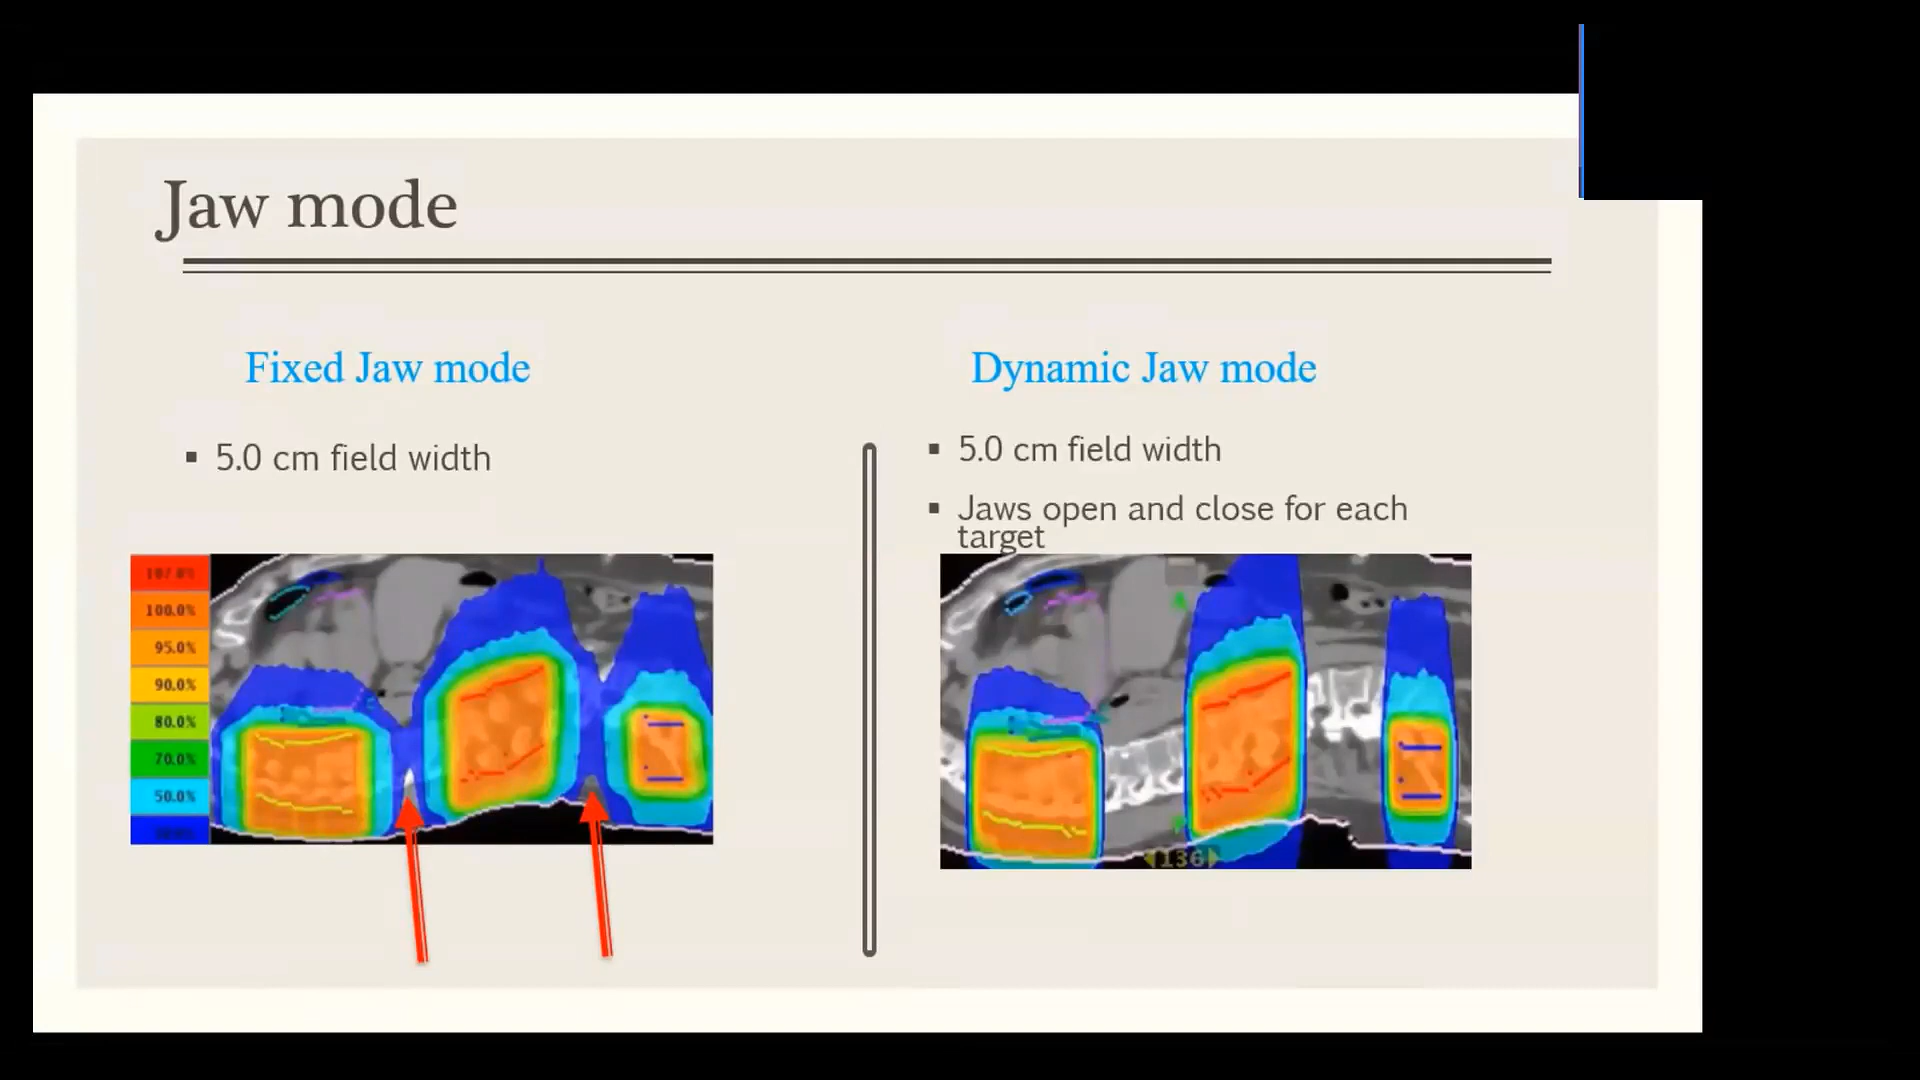 Jaw mode
Fixed Jaw mode
▪ 5.0 cm field width
107.0%
100.0%
95.0%
90.0%
80.0%
70.0%
50.0%
Dynamic Jaw mode
▪ 5.0 cm field width
▪ Jaws open and close for each
target
136